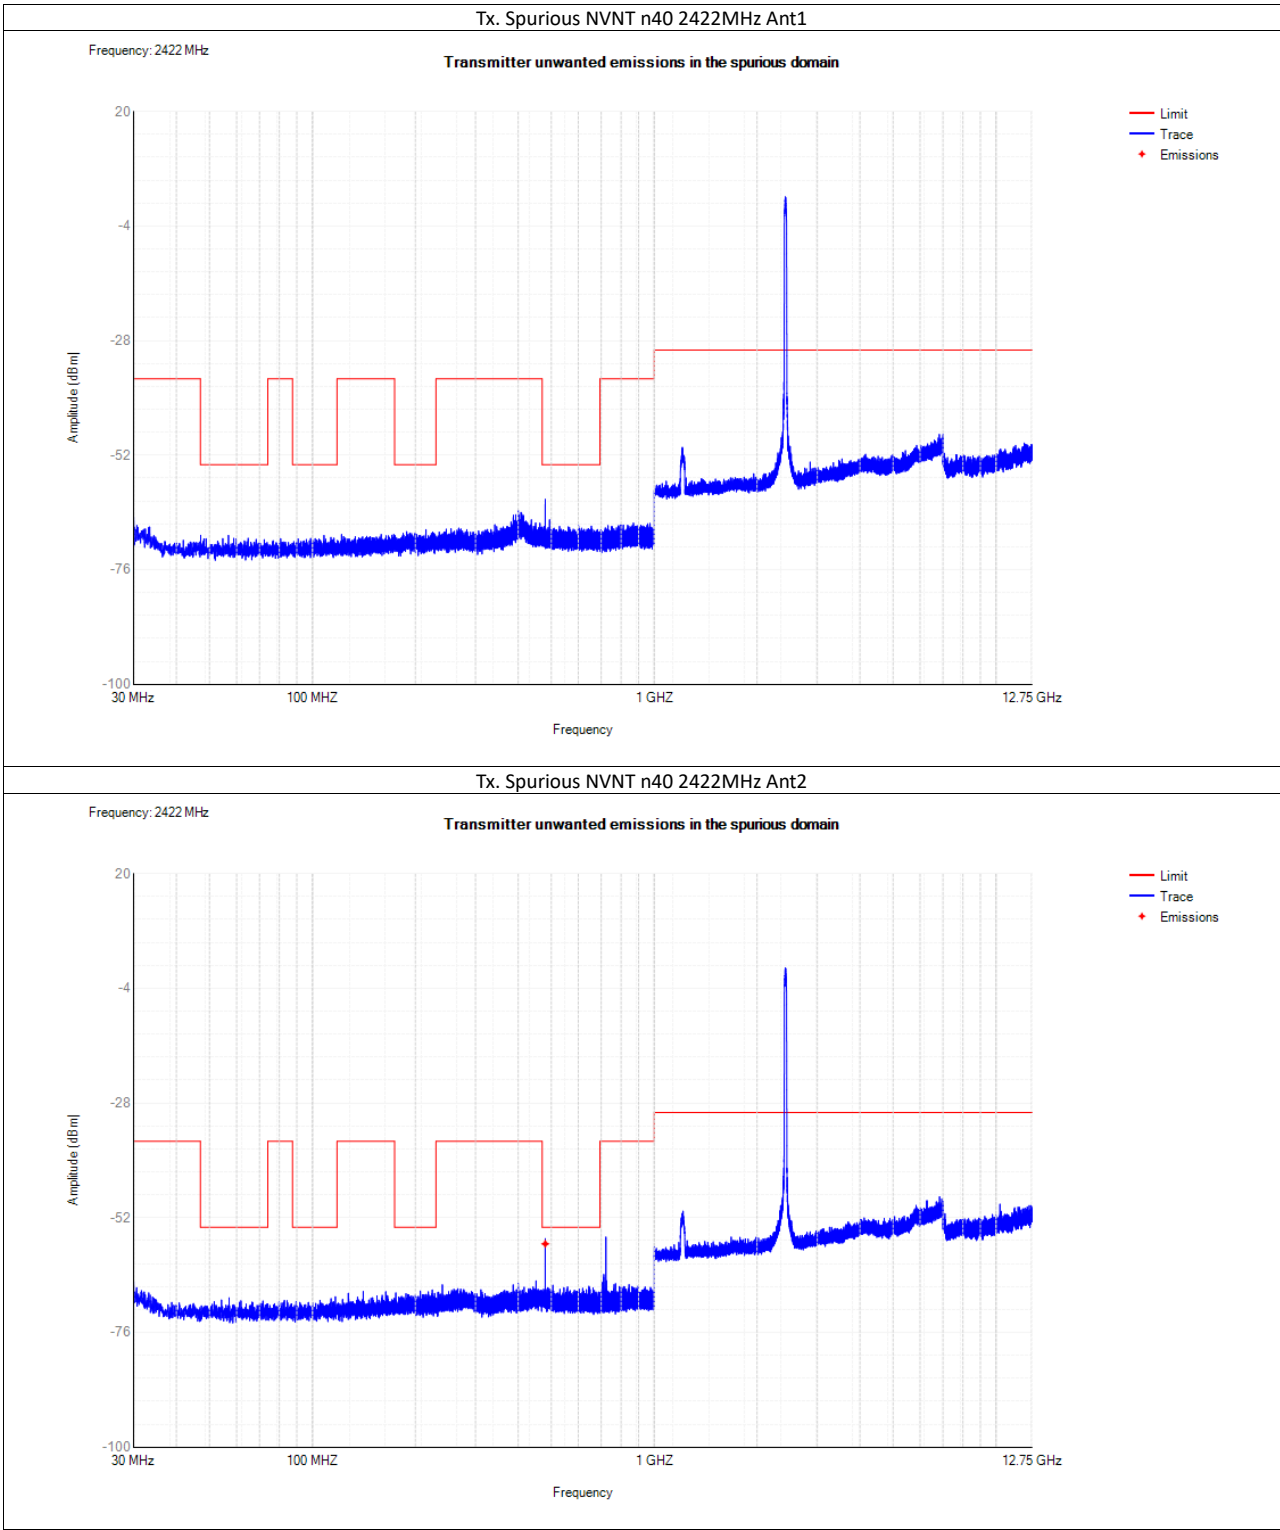 Tx. Spurious NVNT n40 2422MHz Ant1
Frequency: 2422 MHz
Transmitter unwanted emissions in the spurious domain
Limit
Trace
Emissions
20
-4
-28
-52
-76
-100
Amplitude [dBm]
30 MHz
100 MHZ
1 GHZ
12.75 GHz
Frequency
Tx. Spurious NVNT n40 2422MHz Ant2
Frequency: 2422 MHz
Transmitter unwanted emissions in the spurious domain
Limit
Trace
Emissions
20
-4
-28
-52
-76
-100
Amplitude [dBm]
30 MHz
100 MHZ
1 GHZ
12.75 GHz
Frequency